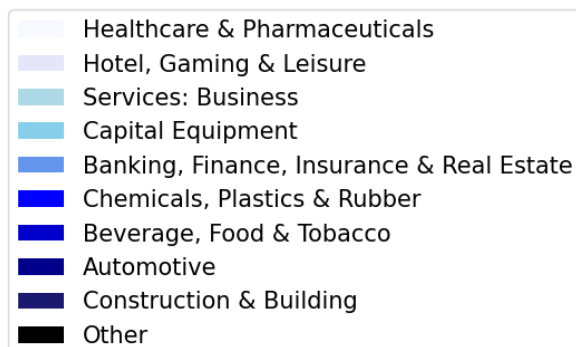 Healthcare & Pharmaceuticals
Hotel, Gaming & Leisure
Services: Business
Capital Equipment
Banking, Finance, Insurance & Real Estate
Chemicals, Plastics & Rubber
Beverage, Food & Tobacco
Automotive
Construction & Building
Other